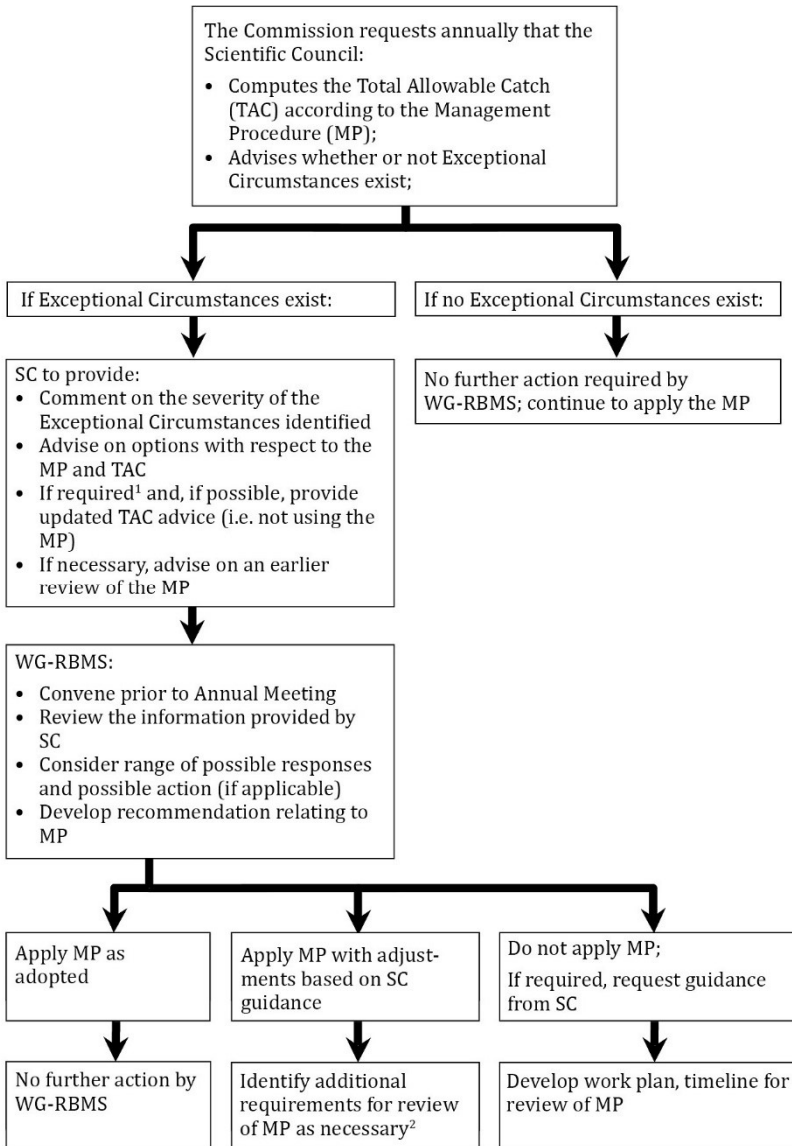 The Commission requests annually that the
Scientific Council:
• Computes the Total Allowable Catch
(TAC) according to the Management
Procedure (MP);
• Advises whether or not Exceptional
Circumstances exist;
If Exceptional Circumstances exist:
If no Exceptional Circumstances exist:
SC to provide:
• Comment on the severity of the
Exceptional Circumstances identified
• Advise on options with respect to the
MP and TAC
• If required¹ and, if possible, provide
updated TAC advice (i.e. not using the
MP)
• If necessary, advise on an earlier
review of the MP
No further action required by
WG-RBMS; continue to apply the MP
WG-RBMS:
• Convene prior to Annual Meeting
• Review the information provided by
SC
• Consider range of possible responses
and possible action (if applicable)
• Develop recommendation relating to
MP
Apply MP as
adopted
Apply MP with adjust-
ments based on SC
guidance
Do not apply MP;
If required, request guidance
from SC
No further action by
WG-RBMS
Identify additional
requirements for review
of MP as necessary²
Develop work plan, timeline for
review of MP